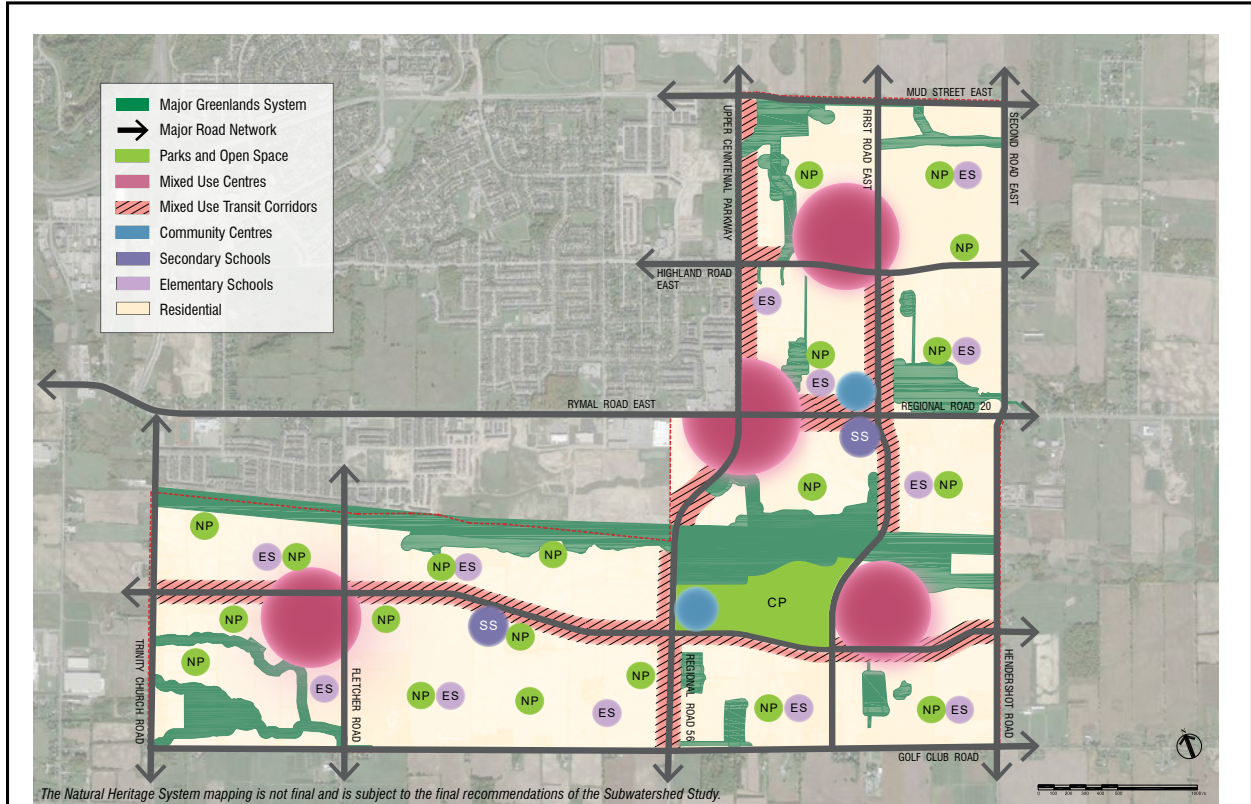 MUD STREET EAST
Major Greenlands System
Major Road Network
Parks and Open Space
Mixed Use Centres
Mixed Use Transit Corridors
Community Centres
Secondary Schools
Elementary Schools
Residential
UPPER CENNTENIAL PARKWAY
FIRST ROAD EAST
SECOND ROAD EAST
NP
NP ES
NP
HIGHLAND ROAD
EAST
ES
NP
NP ES
ES
RYMAL ROAD EAST
REGIONAL ROAD 20
SS
NP
ES NP
NP
ES NP
NP ES
NP
CP
NP
NP
SS
NP
NP
ES
NP ES
NP
NP
ES
NP ES
NP ES
TRINITY CHURCH ROAD
FLETCHER ROAD
REGIONAL ROAD 56
HENDERSHOT ROAD
GOLF CLUB ROAD
The Natural Heritage System mapping is not final and is subject to the final recommendations of the Subwatershed Study.